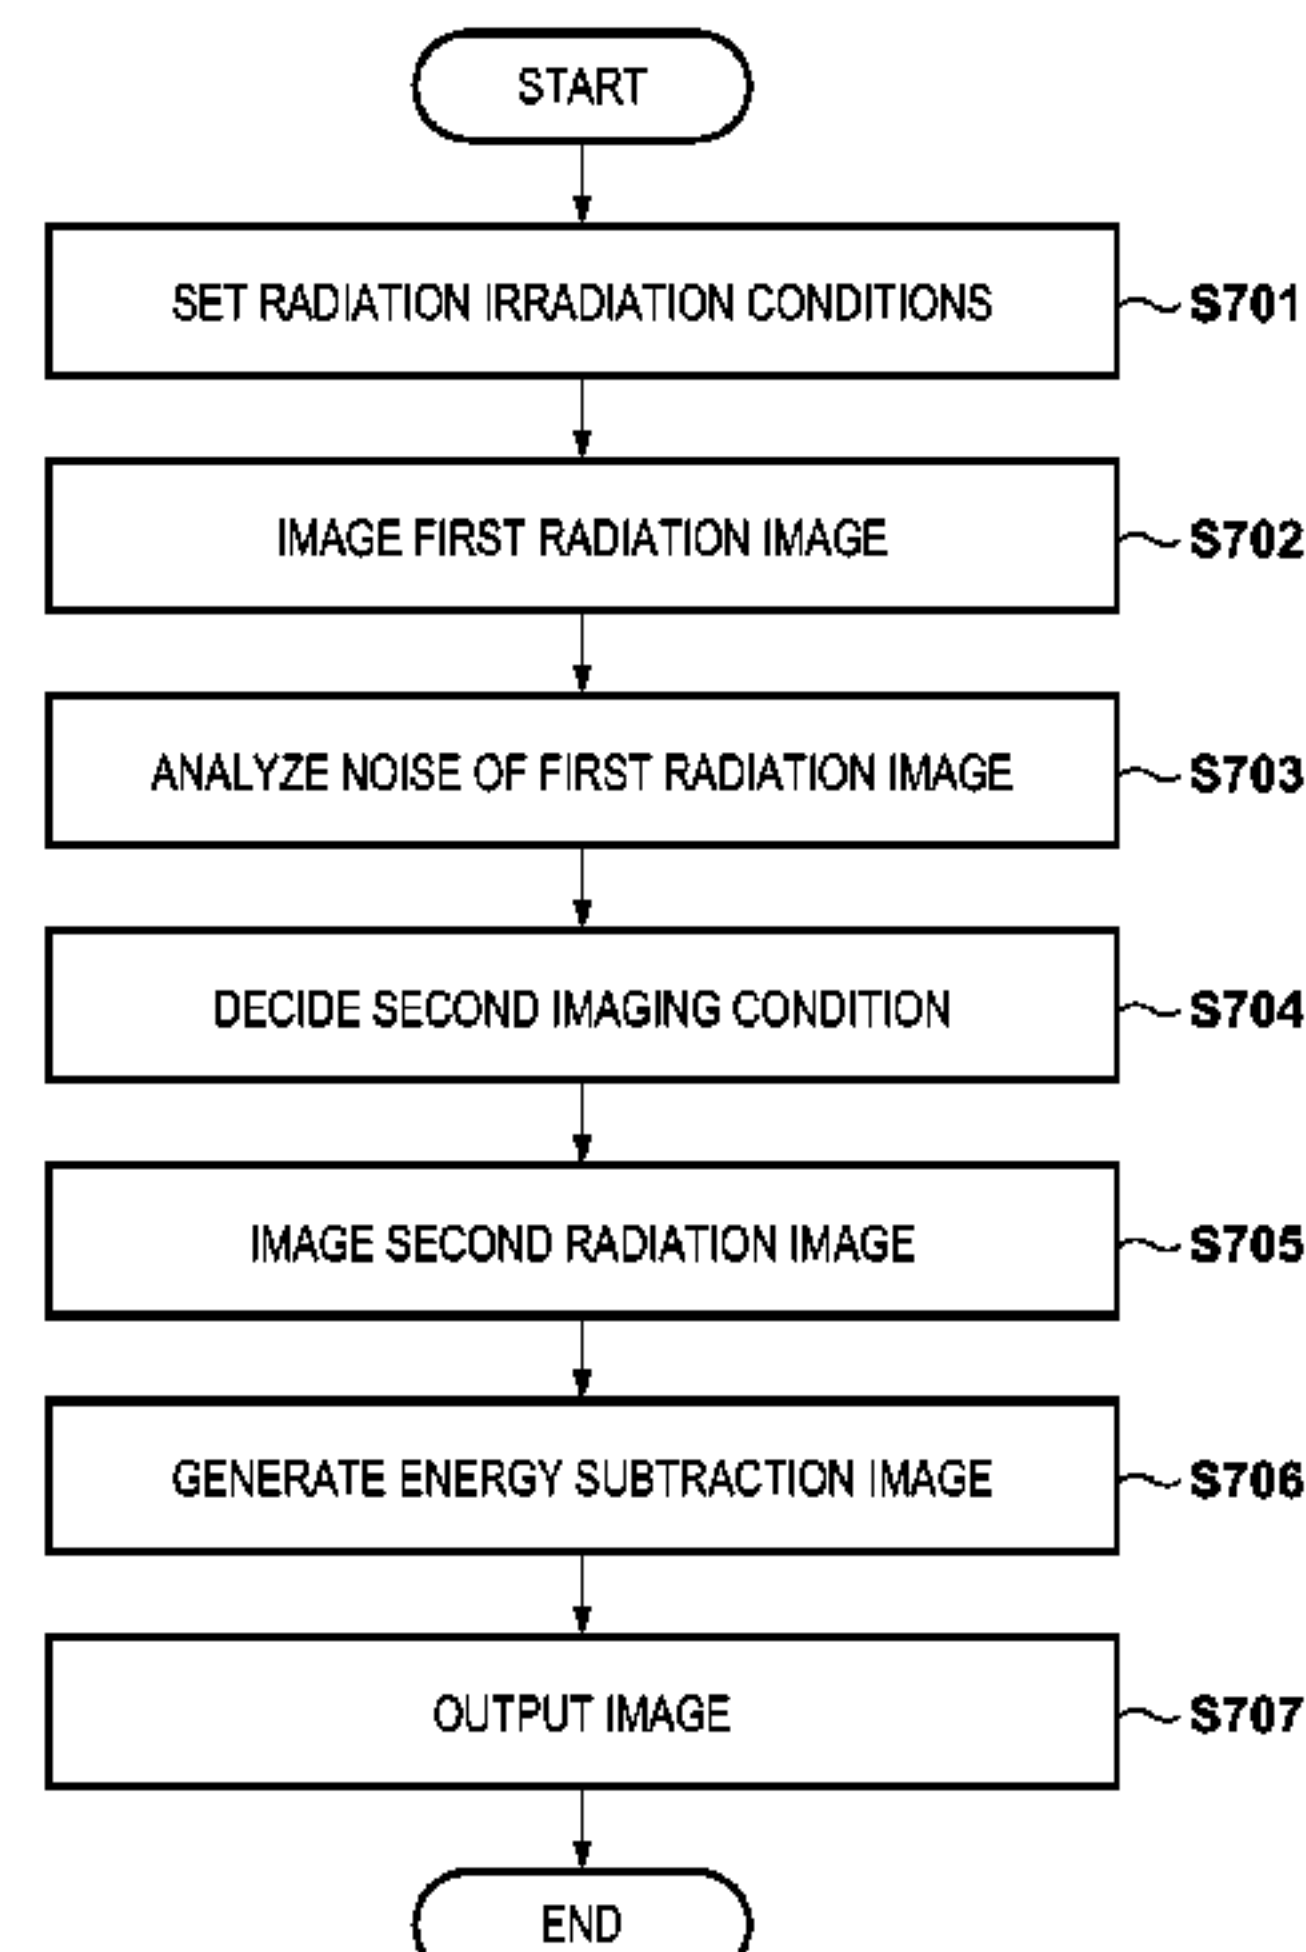 START
SET RADIATION IRRADIATION CONDITIONS
S701
IMAGE FIRST RADIATION IMAGE
S702
ANALYZE NOISE OF FIRST RADIATION IMAGE
S703
DECIDE SECOND IMAGING CONDITION
S704
IMAGE SECOND RADIATION IMAGE
S705
GENERATE ENERGY SUBTRACTION IMAGE
S706
OUTPUT IMAGE
S707
END